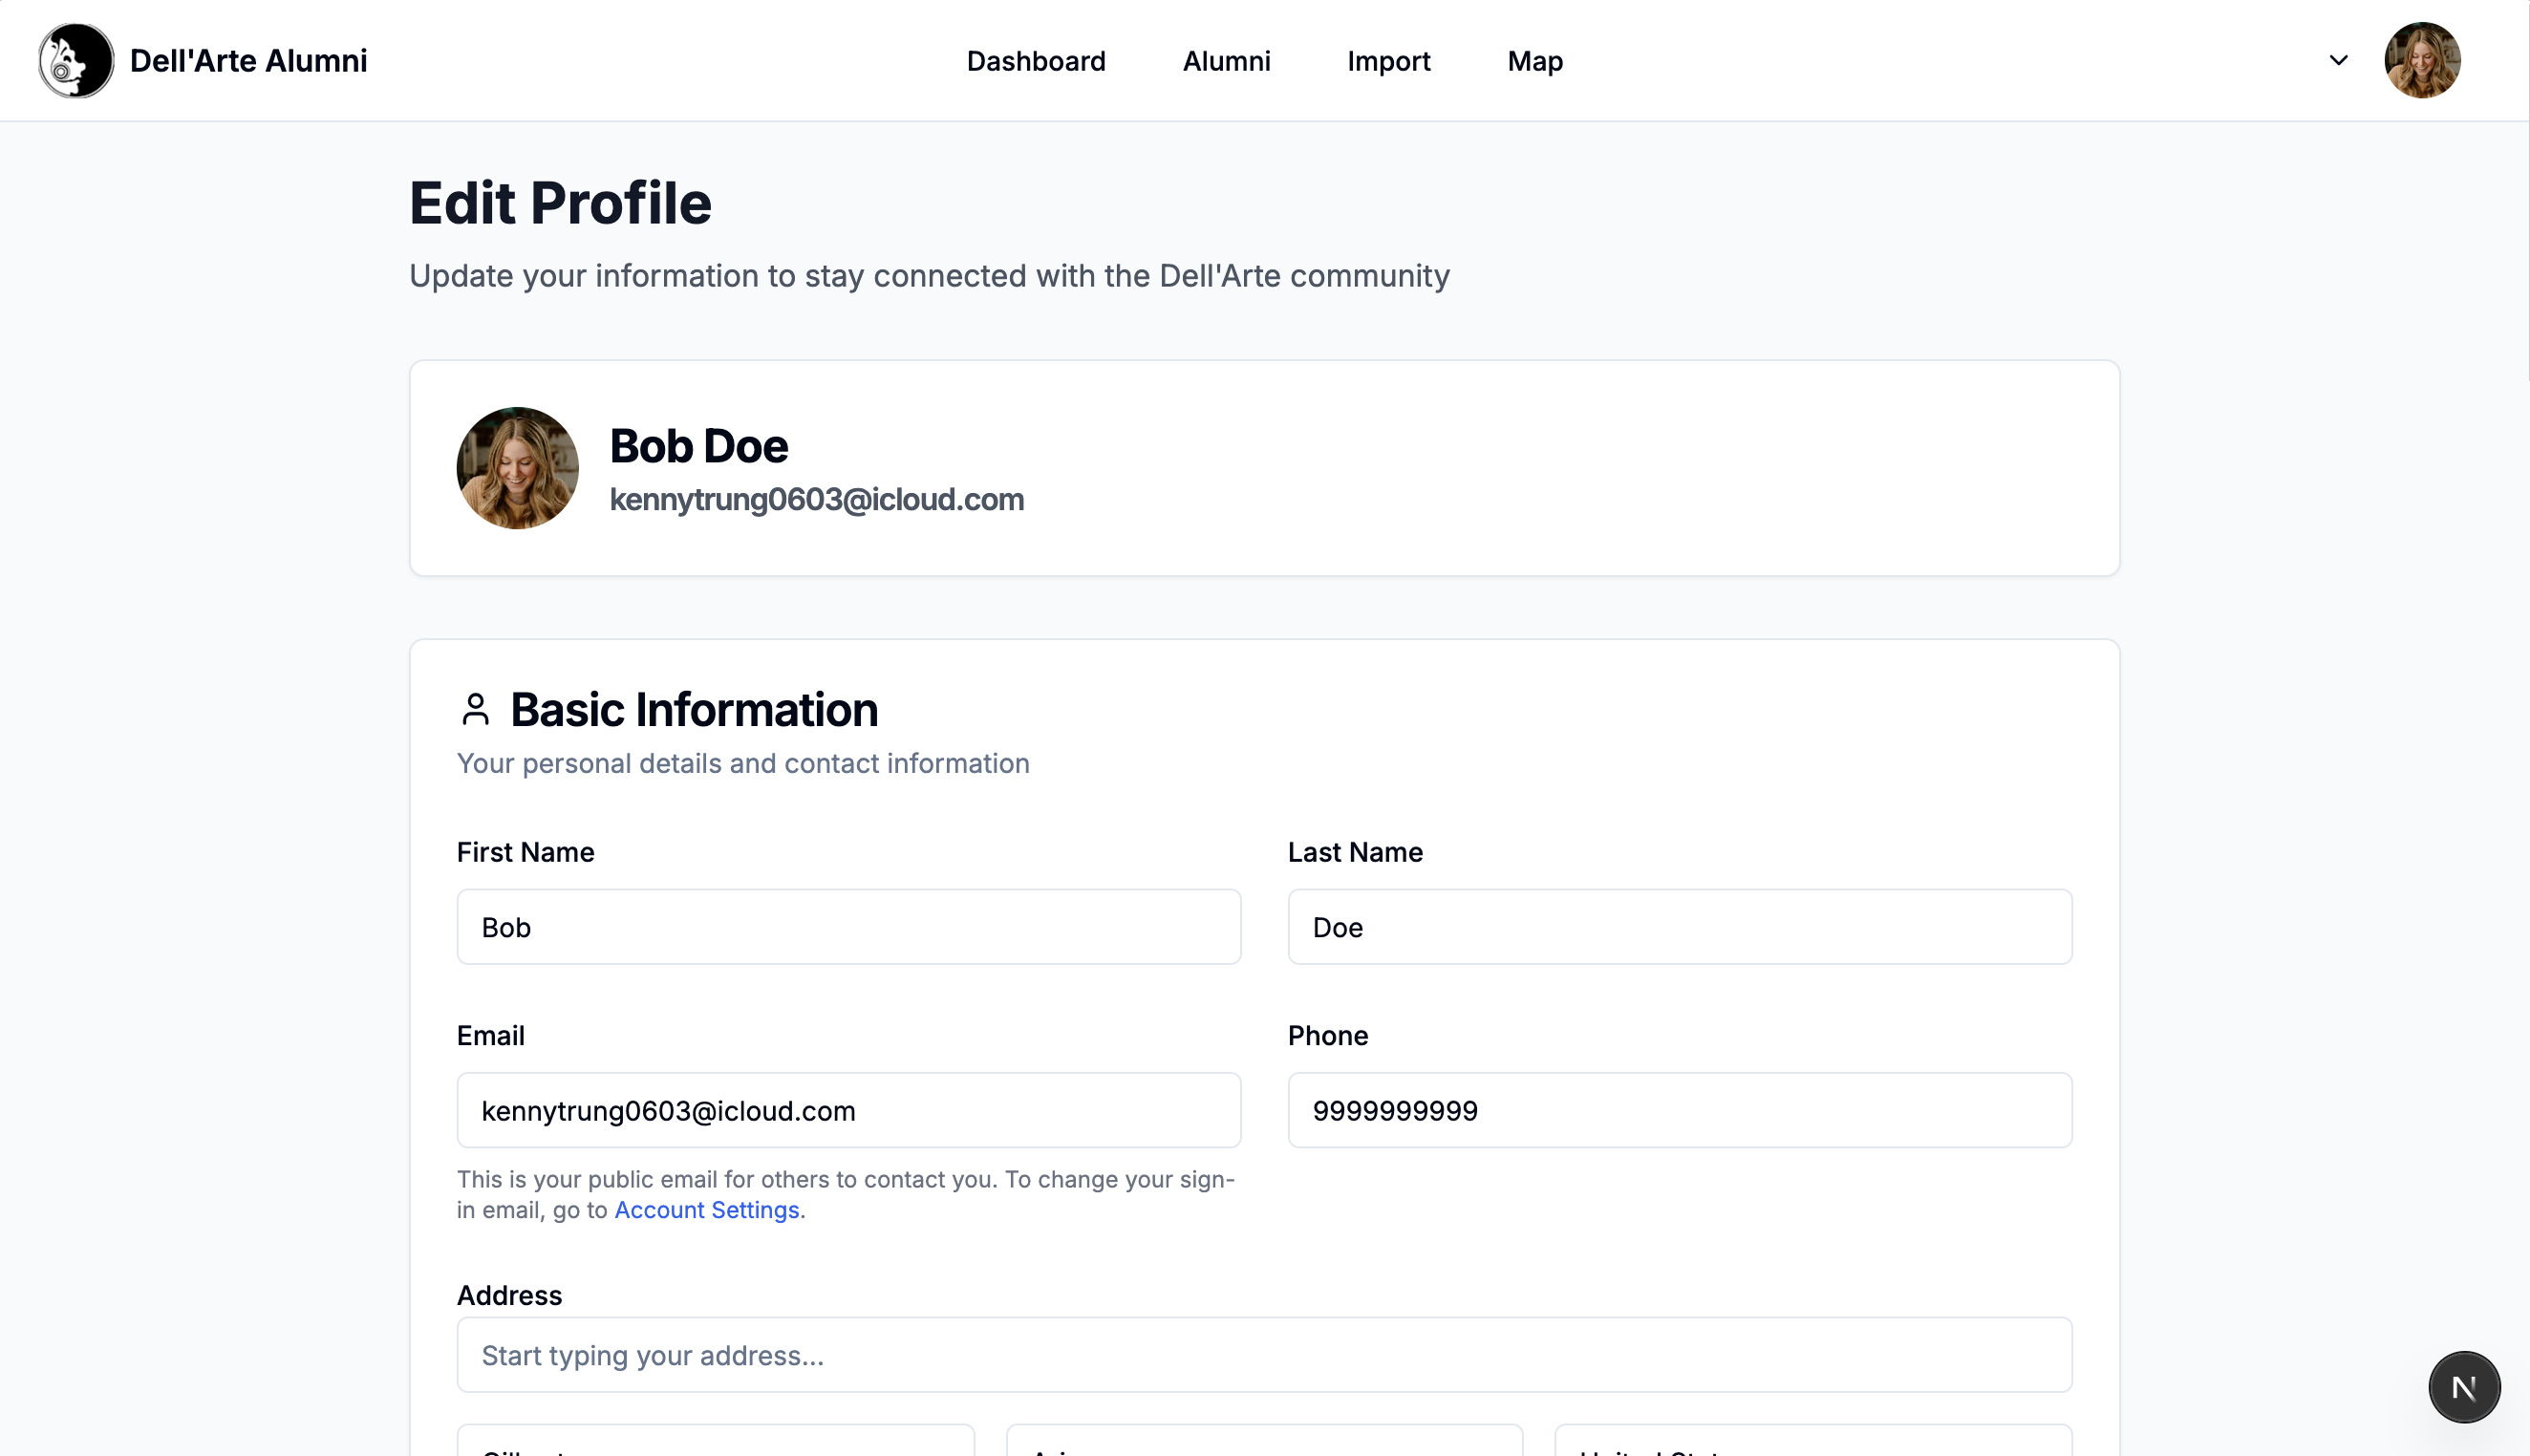 Dell'Arte Alumni
Dashboard
Alumni
Import
Map
Edit Profile
Update your information to stay connected with the Dell'Arte community
Bob Doe
kennytrung0603@icloud.com
Basic Information
Your personal details and contact information
First Name
Last Name
Bob
Doe
Email
Phone
kennytrung0603@icloud.com
9999999999
This is your public email for others to contact you. To change your sign-
in email, go to Account Settings.
Address
Start typing your address...
N